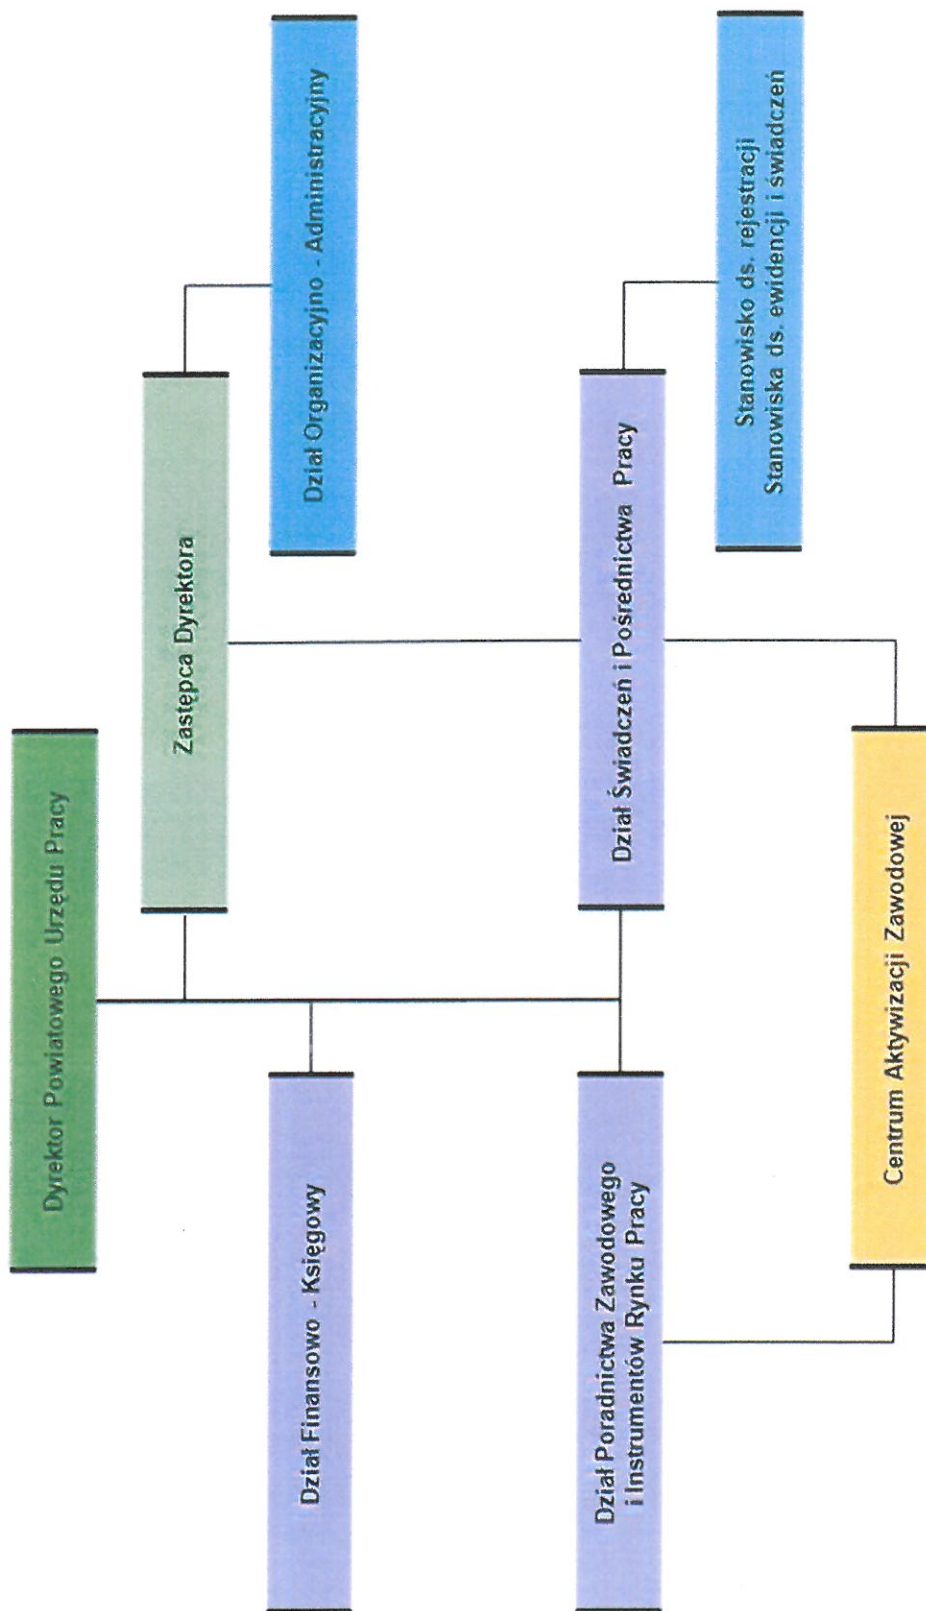 Dyrektor Powiatowego Urzędu Pracy
Zastępca Dyrektora
Dział Finansowo - Księgowy
Dział Organizacyjno - Administracyjny
Dział Poradnictwa Zawodowego
i Instrumentów Rynku Pracy
Dział Świadczeń i Pośrednictwa Pracy
Stanowisko ds. rejestracji
Stanowiska ds. ewidencji i świadczeń
Centrum Aktywizacji Zawodowej